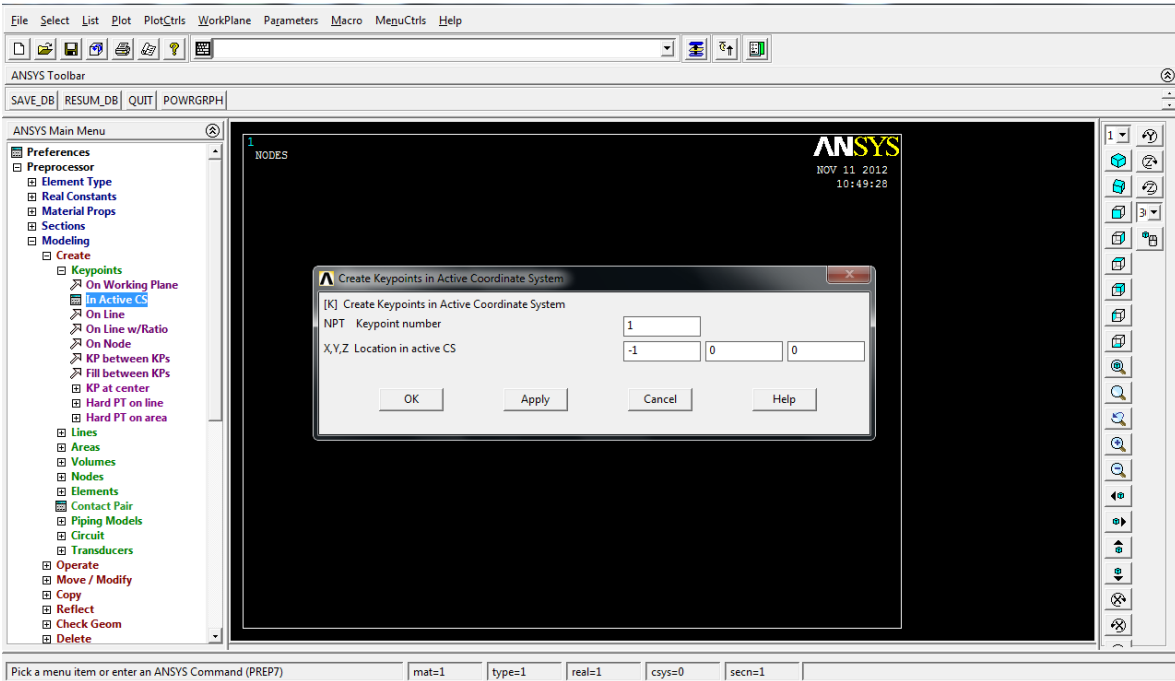 File Select List Plot PlotCtrls WorkPlane Parameters Macro MenuCtrls Help
ANSYS Toolbar
SAVE_DB RESUM_DB QUIT POWRGRPH
ANSYS Main Menu
Preferences
Preprocessor
Element Type
Real Constants
Material Props
Sections
Modeling
Create
Keypoints
On Working Plane
In Active CS
On Line
On Line w/Ratio
On Node
KP between KPs
Fill between KPs
KP at center
Hard PT on line
Hard PT on area
Lines
Areas
Volumes
Nodes
Elements
Contact Pair
Piping Models
Circuit
Transducers
Operate
Move / Modify
Copy
Reflect
Check Geom
Delete
1
NODES
ANSYS
NOV 11 2012
10:49:28
Create Keypoints in Active Coordinate System
[K] Create Keypoints in Active Coordinate System
NPT Keypoint number 1
X,Y,Z Location in active CS -1 0 0
OK Apply Cancel Help
1
Pick a menu item or enter an ANSYS Command (PREP7) mat=1 type=1 real=1 csys=0 secn=1